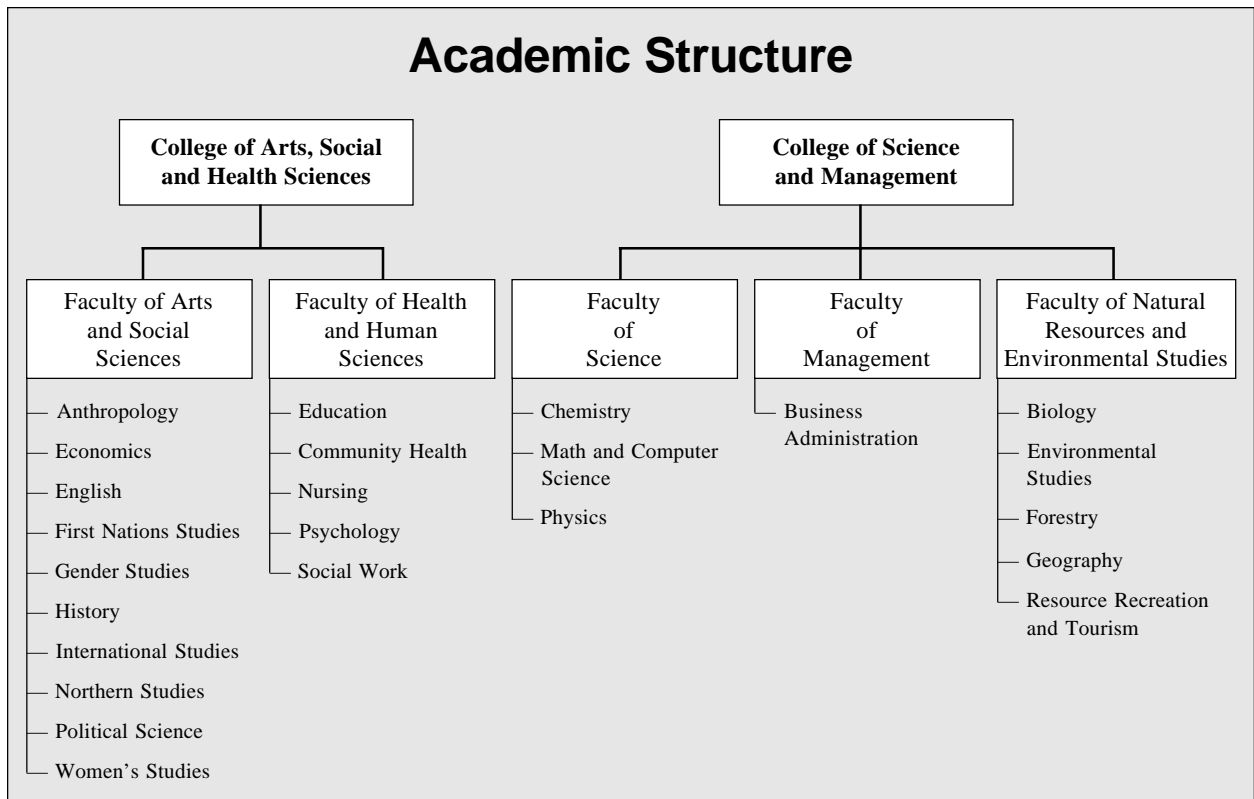 Academic Structure
College of Arts, Social
and Health Sciences
College of Science
and Management
Faculty of Arts
and Social
Sciences
Faculty of Health
and Human
Sciences
Faculty
of
Science
Faculty
of
Management
Faculty of Natural
Resources and
Environmental Studies
Anthropology
Economics
English
First Nations Studies
Gender Studies
History
International Studies
Northern Studies
Political Science
Women's Studies
Education
Community Health
Nursing
Psychology
Social Work
Chemistry
Math and Computer
Science
Physics
Business
Administration
Biology
Environmental
Studies
Forestry
Geography
Resource Recreation
and Tourism